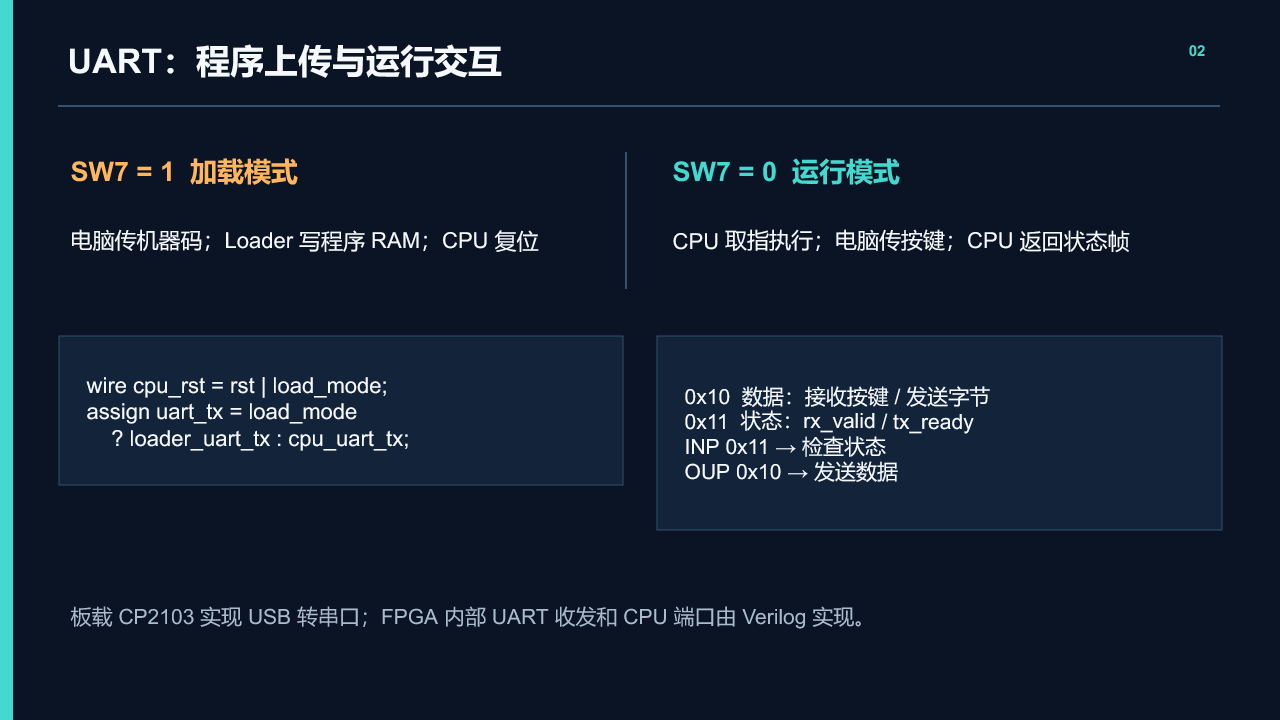 UART：程序上传与运行交互
02
SW7 = 1 加载模式
电脑传机器码；Loader 写程序 RAM；CPU 复位
SW7 = 0 运行模式
CPU 取指执行；电脑传按键；CPU 返回状态帧
wire cpu_rst = rst | load_mode;
assign uart_tx = load_mode
? loader_uart_tx : cpu_uart_tx;
0x10 数据：接收按键 / 发送字节
0x11 状态：rx_valid / tx_ready
INP 0x11 → 检查状态
OUP 0x10 → 发送数据
板载 CP2103 实现 USB 转串口；FPGA 内部 UART 收发和 CPU 端口由 Verilog 实现。